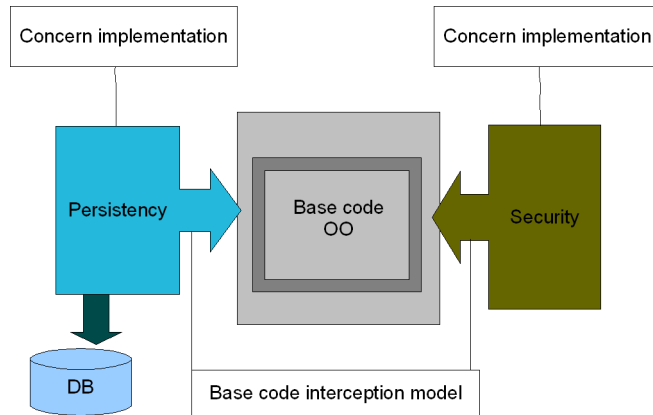 Concern implementation
Concern implementation
Persistency
Base code
OO
Security
DB
Base code interception model